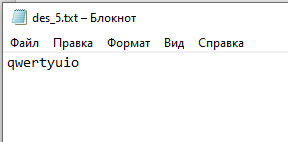 des_5.txt – Блокнот
Файл Правка Формат Вид Справка
qwertyuio